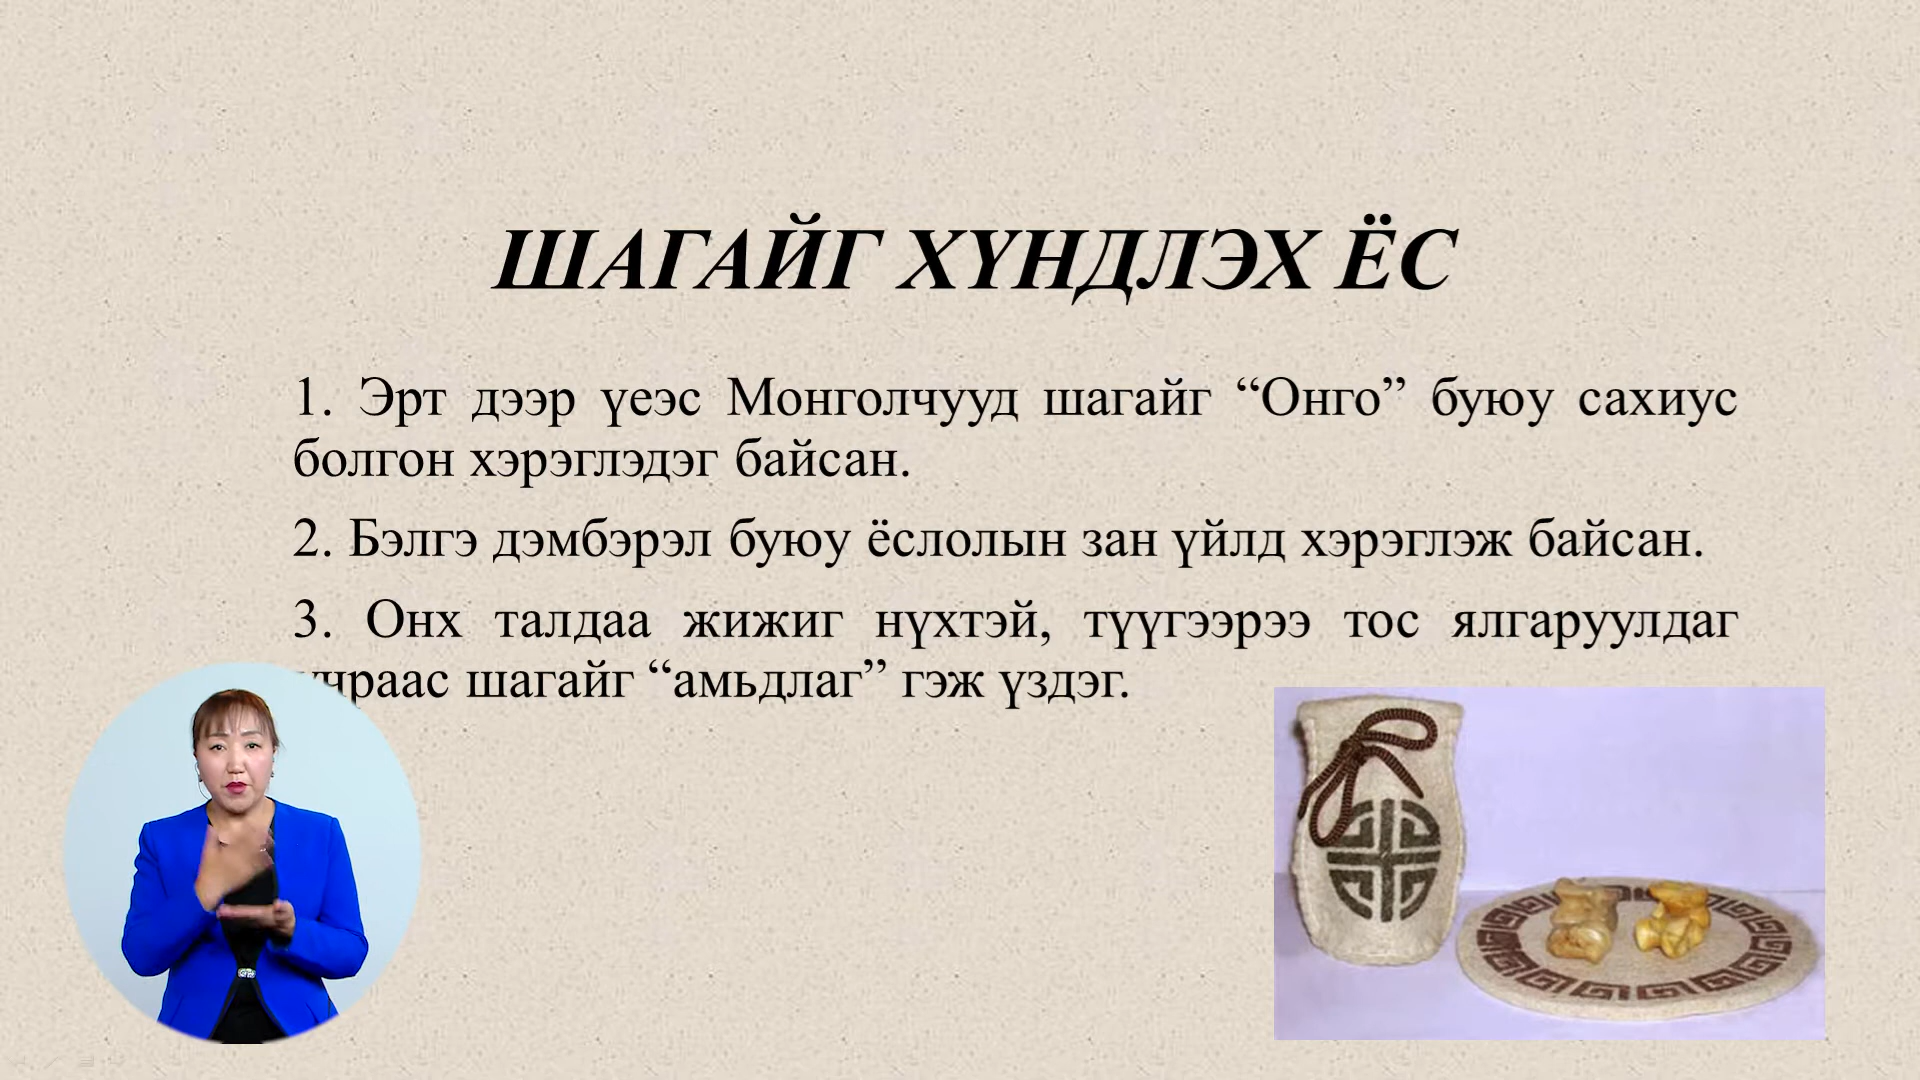 ШАГАЙГ ХҮНДЛЭХ ЁС
1. Эрт дээр үеэс Монголчууд шагайг “Онго” буюу сахиус
болгон хэрэглэдэг байсан.
2. Бэлгэ дэмбэрэл буюу ёслолын зан үйлд хэрэглэж байсан.
3. Онх талдаа жижиг нүхтэй, түүгээрээ тос ялгаруулдаг
учраас шагайг “амьдлаг” гэж үздэг.